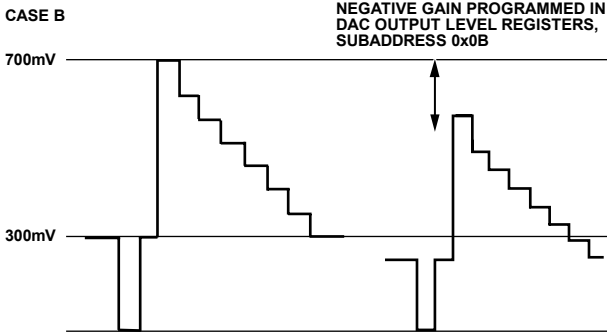 CASE B
NEGATIVE GAIN PROGRAMMED IN
DAC OUTPUT LEVEL REGISTERS,
SUBADDRESS 0x0B
700mV
300mV